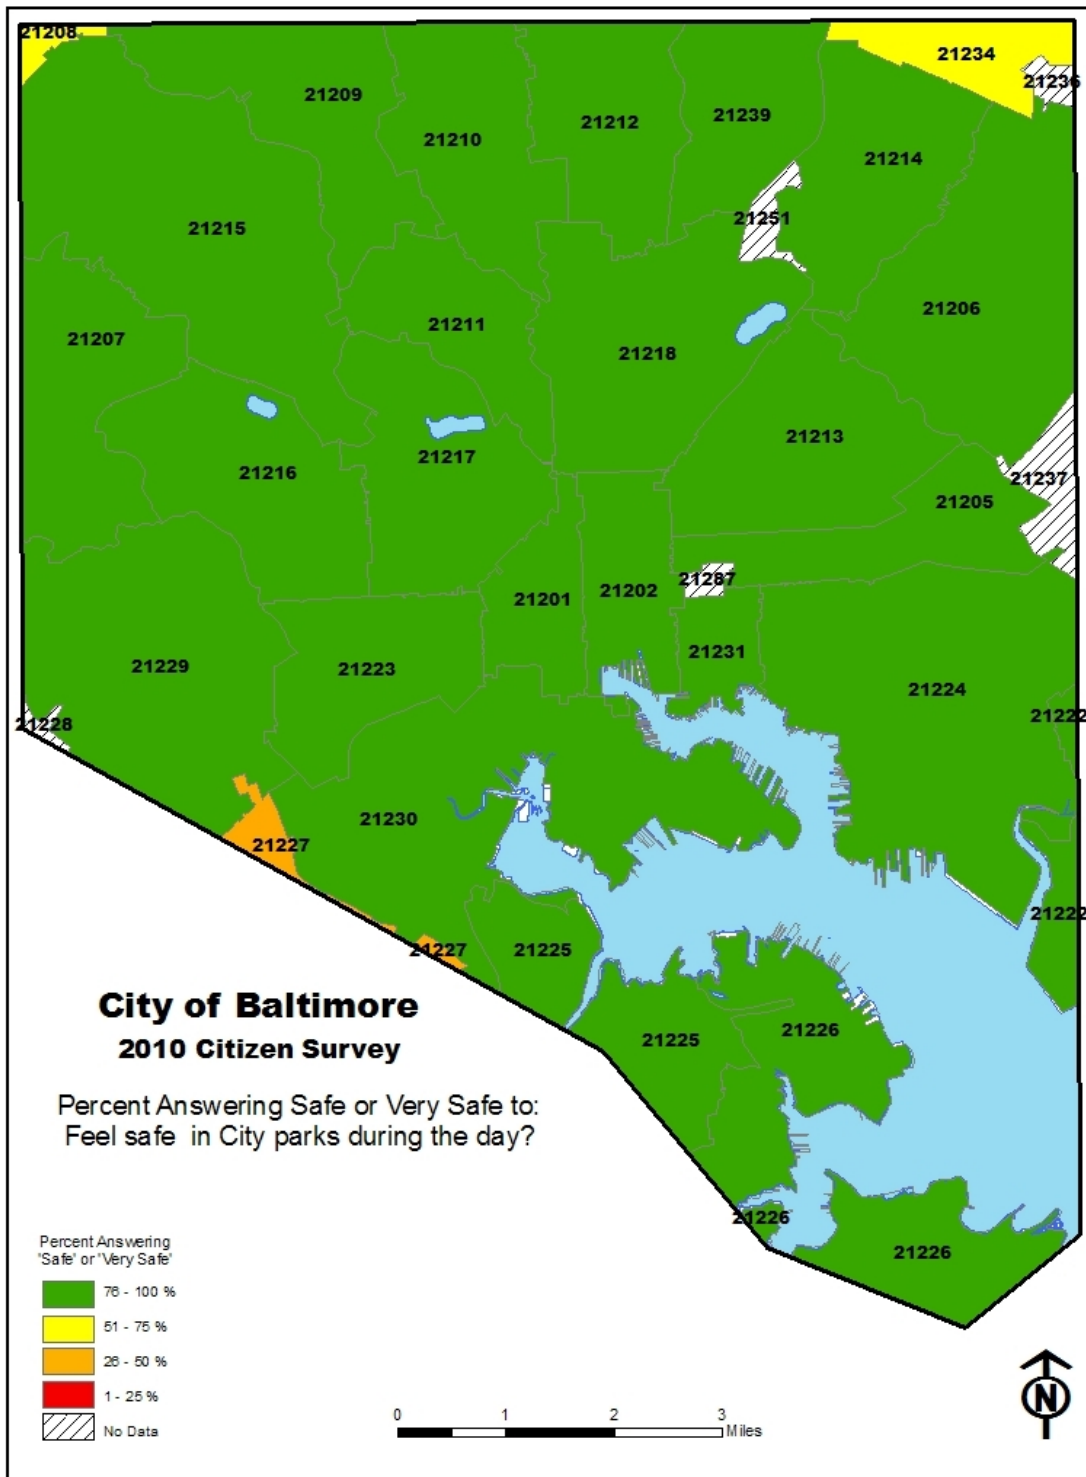 21208
21234
21236
21209
21239
21212
21210
21214
21251
21215
21206
21211
21207
21218
21213
21217
21216
21237
21205
21287
21202
21201
21231
21229
21223
21224
21222
21228
21230
21227
21222
21227
21225
City of Baltimore
21226
21225
2010 Citizen Survey
Percent Answering Safe or Very Safe to:
Feel safe in City parks during the day?
21226
21226
Percent Answering
'Safe' or 'Very Safe'
76 - 100 %
51 - 75 %
26 - 50 %
1 - 25 %
No Data
0 1 2 3
Miles
N